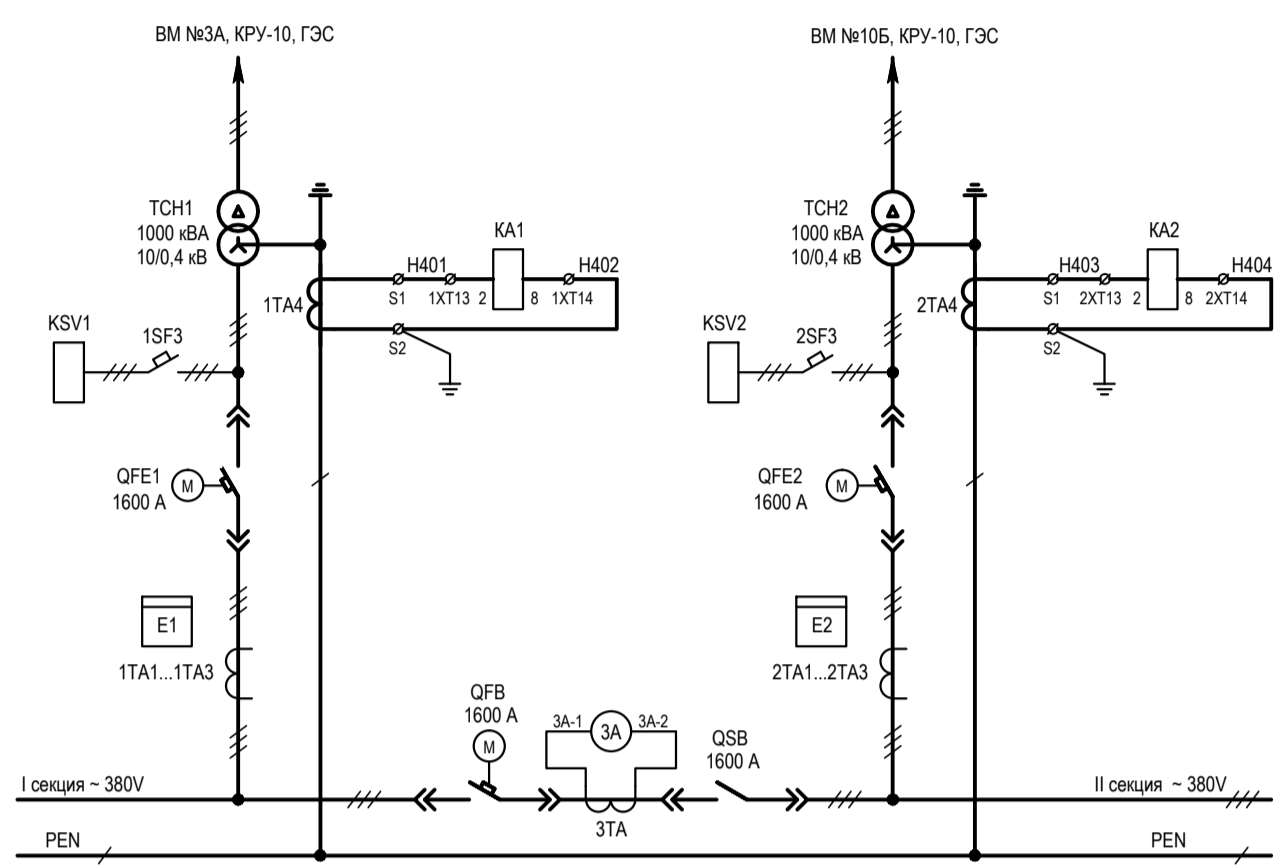 ВМ №3А, КРУ-10, ГЭС
ВМ №10Б, КРУ-10, ГЭС
ТСН1
1000 кВА
10/0,4 кВ
КА1
Н401
Н402
S1
1ХТ13
2
8
1ХТ14
1ТА4
S2
KSV1
1SF3
ТСН2
1000 кВА
10/0,4 кВ
КА2
Н403
Н404
S1
2ХТ13
2
8
2ХТ14
2ТА4
S2
KSV2
2SF3
QFE1
1600 А
М
QFE2
1600 А
М
Е1
1ТА1...1ТА3
Е2
2ТА1...2ТА3
QFB
1600 А
М
3А-1
3А
3А-2
3ТА
QSB
1600 А
I секция ~ 380V
II секция ~ 380V
PEN
PEN